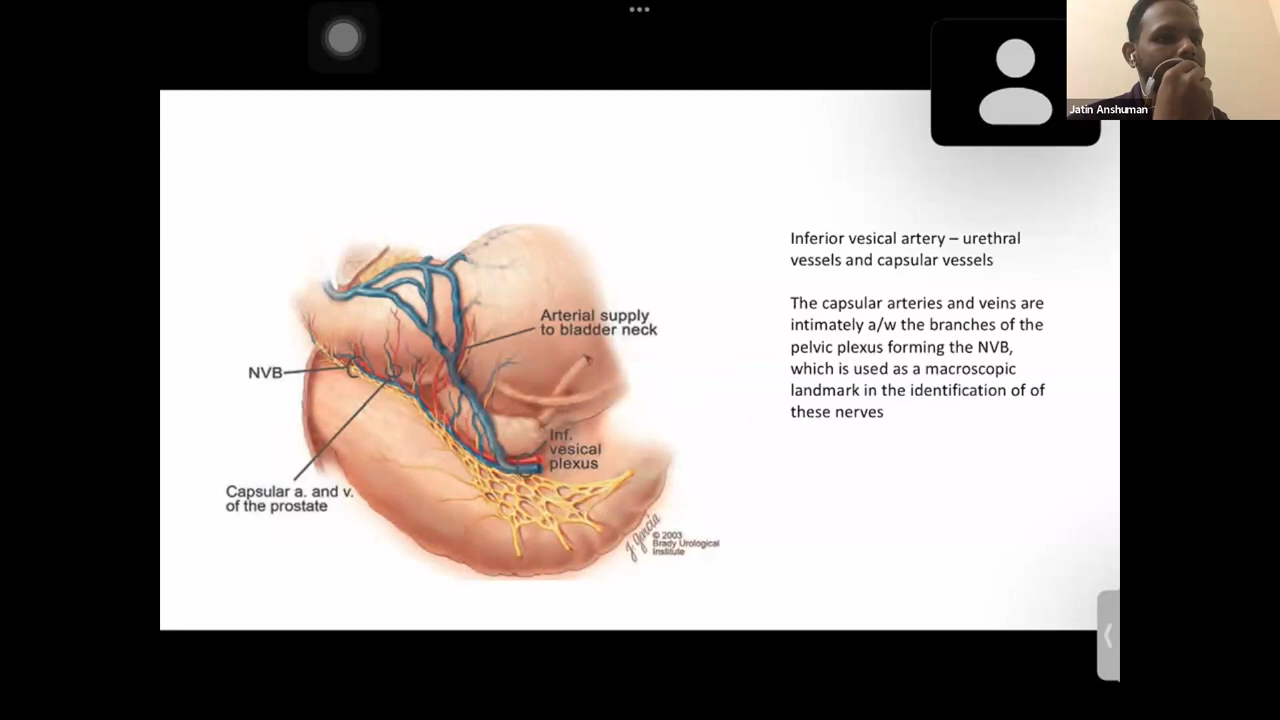 Jatin Anshuman
Inferior vesical artery – urethral
vessels and capsular vessels
The capsular arteries and veins are
intimately a/w the branches of the
pelvic plexus forming the NVB,
which is used as a macroscopic
landmark in the identification of of
these nerves
Arterial supply
to bladder neck
NVB
Inf.
vesical
plexus
Capsular a. and v.
of the prostate
© 2003
Brady Urological
Institute